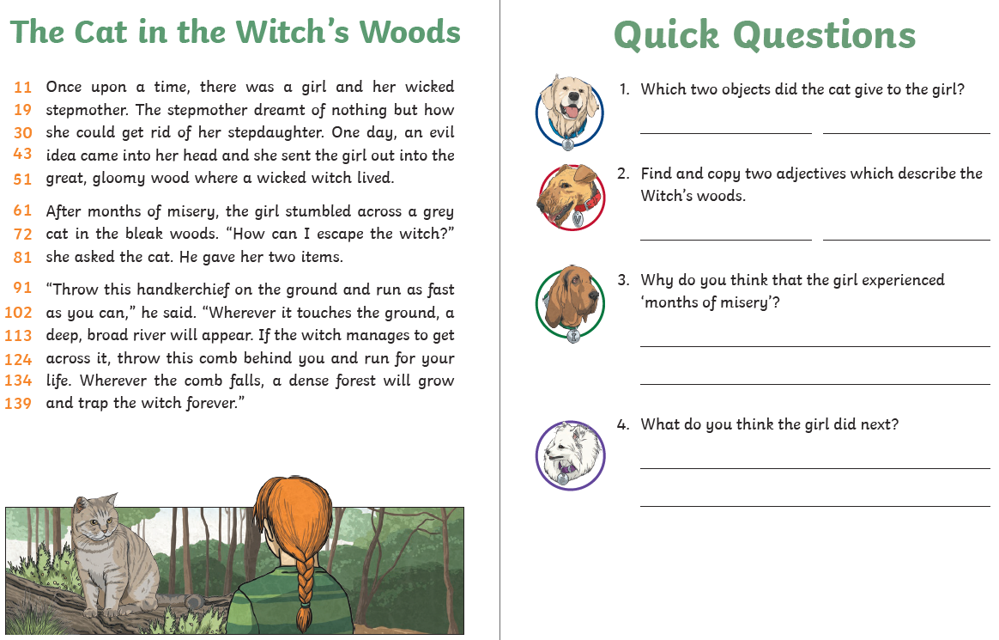 The Cat in the Witch's Woods
11 Once upon a time, there was a girl and her wicked
19 stepmother. The stepmother dreamt of nothing but how
30 she could get rid of her stepdaughter. One day, an evil
43 idea came into her head and she sent the girl out into the
51 great, gloomy wood where a wicked witch lived.
61 After months of misery, the girl stumbled across a grey
72 cat in the bleak woods. “How can I escape the witch?”
81 she asked the cat. He gave her two items.
91 “Throw this handkerchief on the ground and run as fast
102 as you can,” he said. “Wherever it touches the ground, a
113 deep, broad river will appear. If the witch manages to get
124 across it, throw this comb behind you and run for your
134 life. Wherever the comb falls, a dense forest will grow
139 and trap the witch forever.”
Quick Questions
1. Which two objects did the cat give to the girl?
2. Find and copy two adjectives which describe the
Witch's woods.
3. Why do you think that the girl experienced
‘months of misery’?
4. What do you think the girl did next?